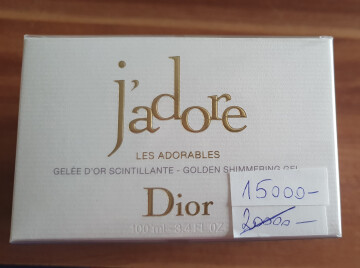 j'adore
LES ADORABLES
GELÉE D'OR SCINTILLANTE - GOLDEN SHIMMERING GEL
Dior
15000-
20000-